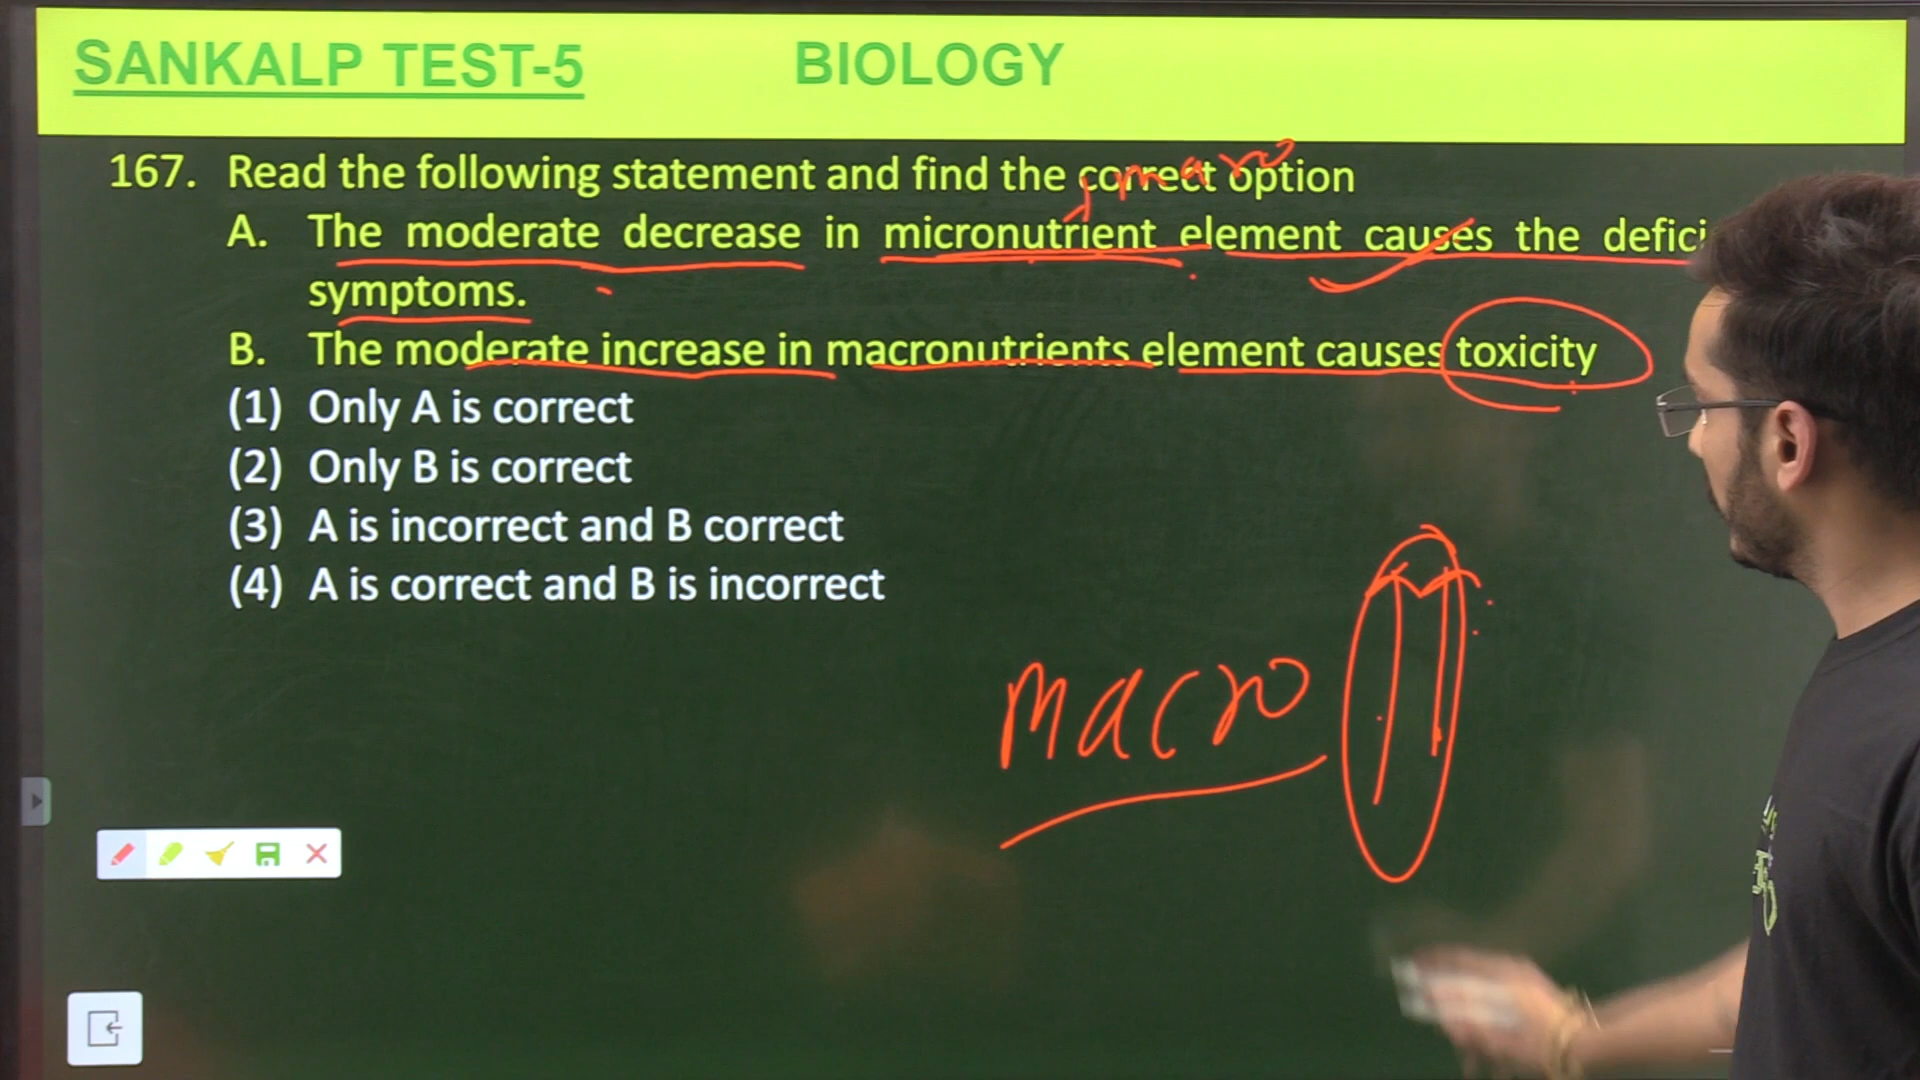 SANKALP TEST-5 BIOLOGY
167. Read the following statement and find the correct option
A. The moderate decrease in micronutrient element causes the defici
symptoms.
B. The moderate increase in macronutrients element causes toxicity
(1) Only A is correct
(2) Only B is correct
(3) A is incorrect and B correct
(4) A is correct and B is incorrect
macro